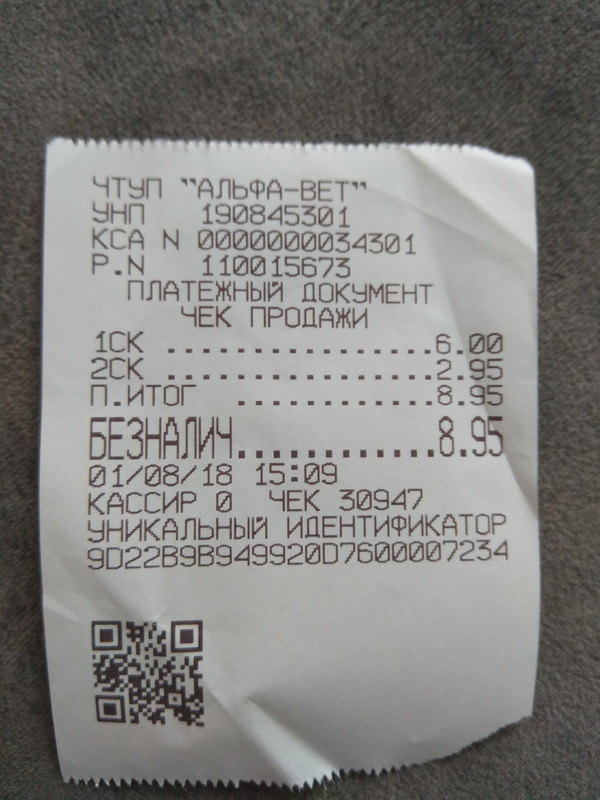 ЧТУП "АЛЬФА-ВЕТ"
УНП 190845301
КСА N 0000000034301
Р.N 110015673
ПЛАТЕЖНЫЙ ДОКУМЕНТ
ЧЕК ПРОДАЖИ
1СК ..................6.00
2СК ..................2.95
П.ИТОГ ............8.95
БЕЗНАЛИЧ............8.95
01/08/18 15:09
КАССИР 0 ЧЕК 30947
УНИКАЛЬНЫЙ ИДЕНТИФИКАТОР
9D22B9B949920D7600007234